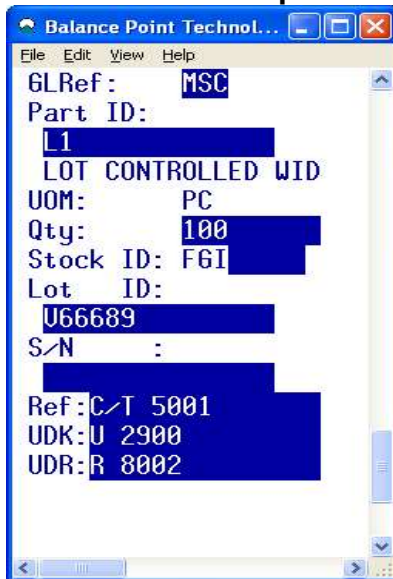 Balance Point Technol...
File Edit View Help
GLRef: MSC
Part ID:
L1
LOT CONTROLLED WID
UOM: PC
Qty: 100
Stock ID: FGI
Lot ID:
V66689
S/N :
Ref:C/T 5001
UDK:U 2900
UDR:R 8002